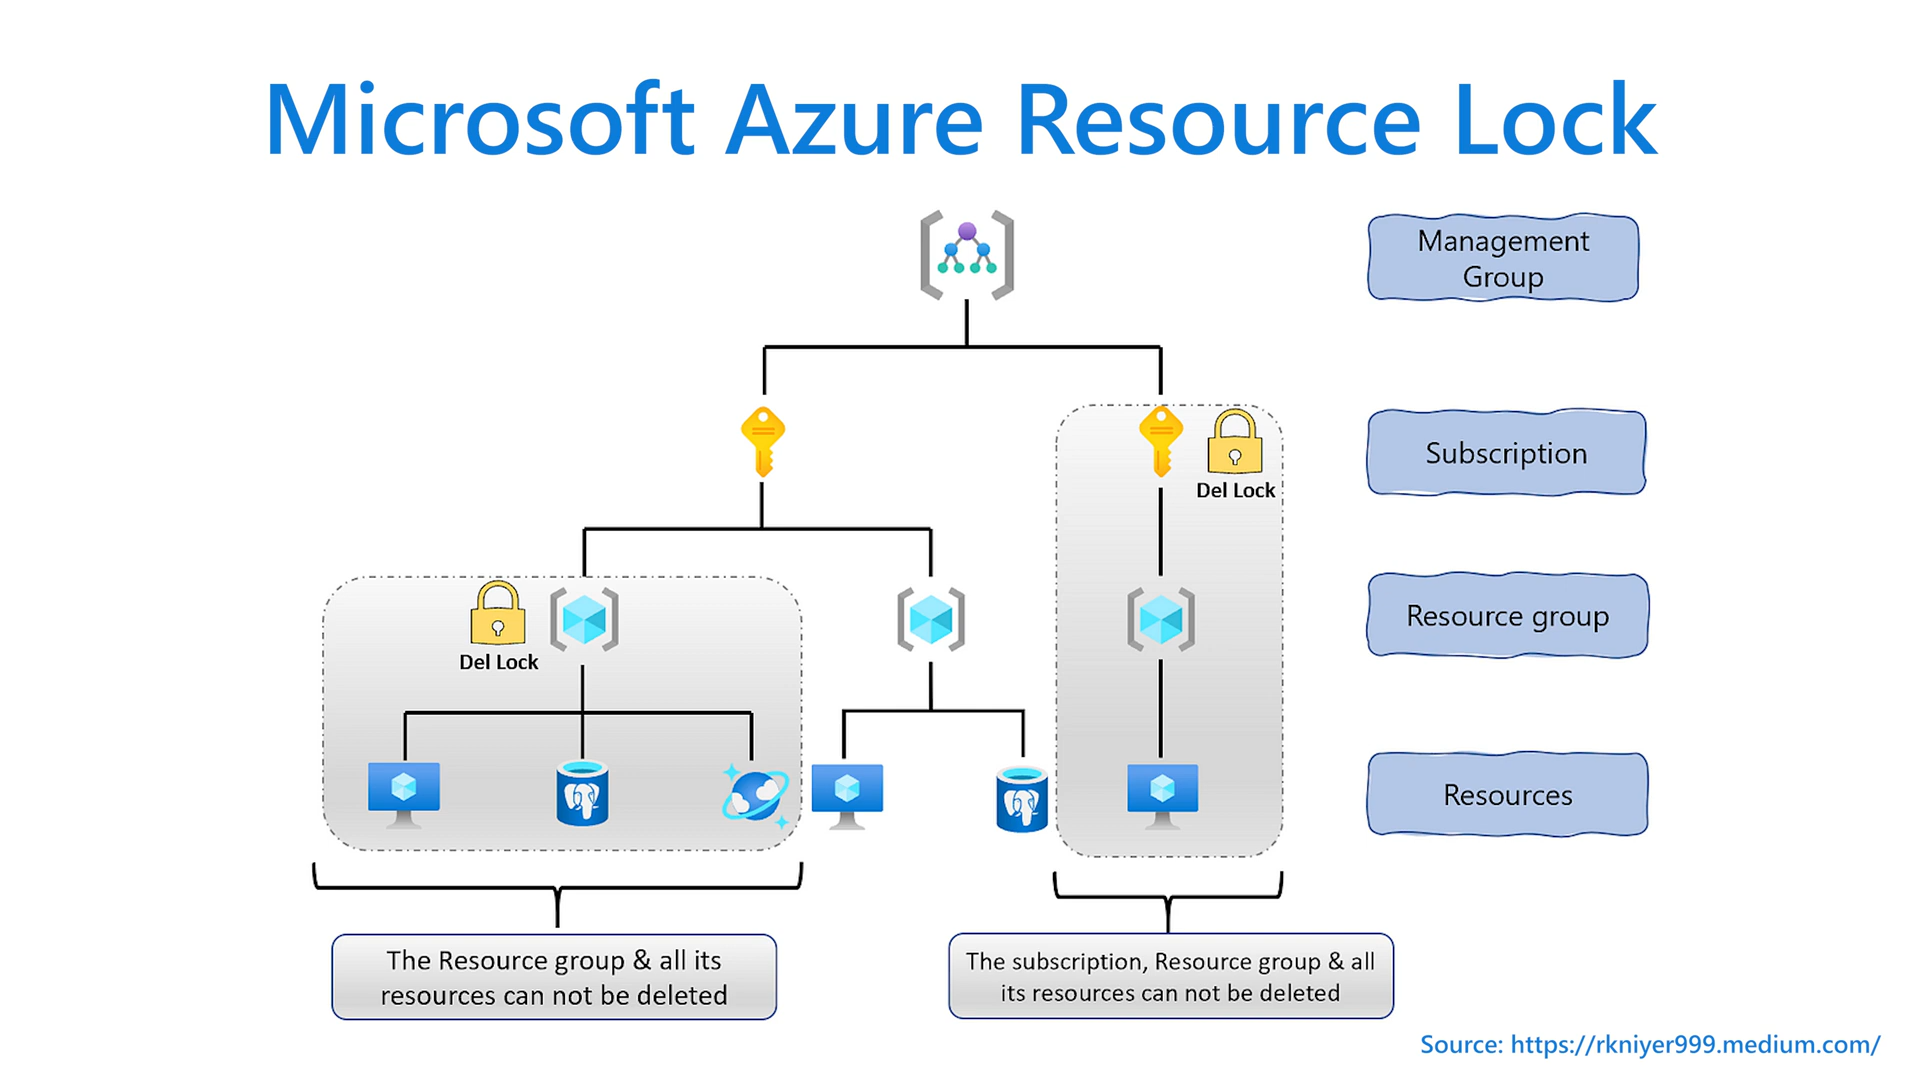 Microsoft Azure Resource Lock
Management
Group
Del Lock
Subscription
Del Lock
Resource group
Resources
The Resource group & all its
resources can not be deleted
The subscription, Resource group & all
its resources can not be deleted
Source: https://rkniyer999.medium.com/